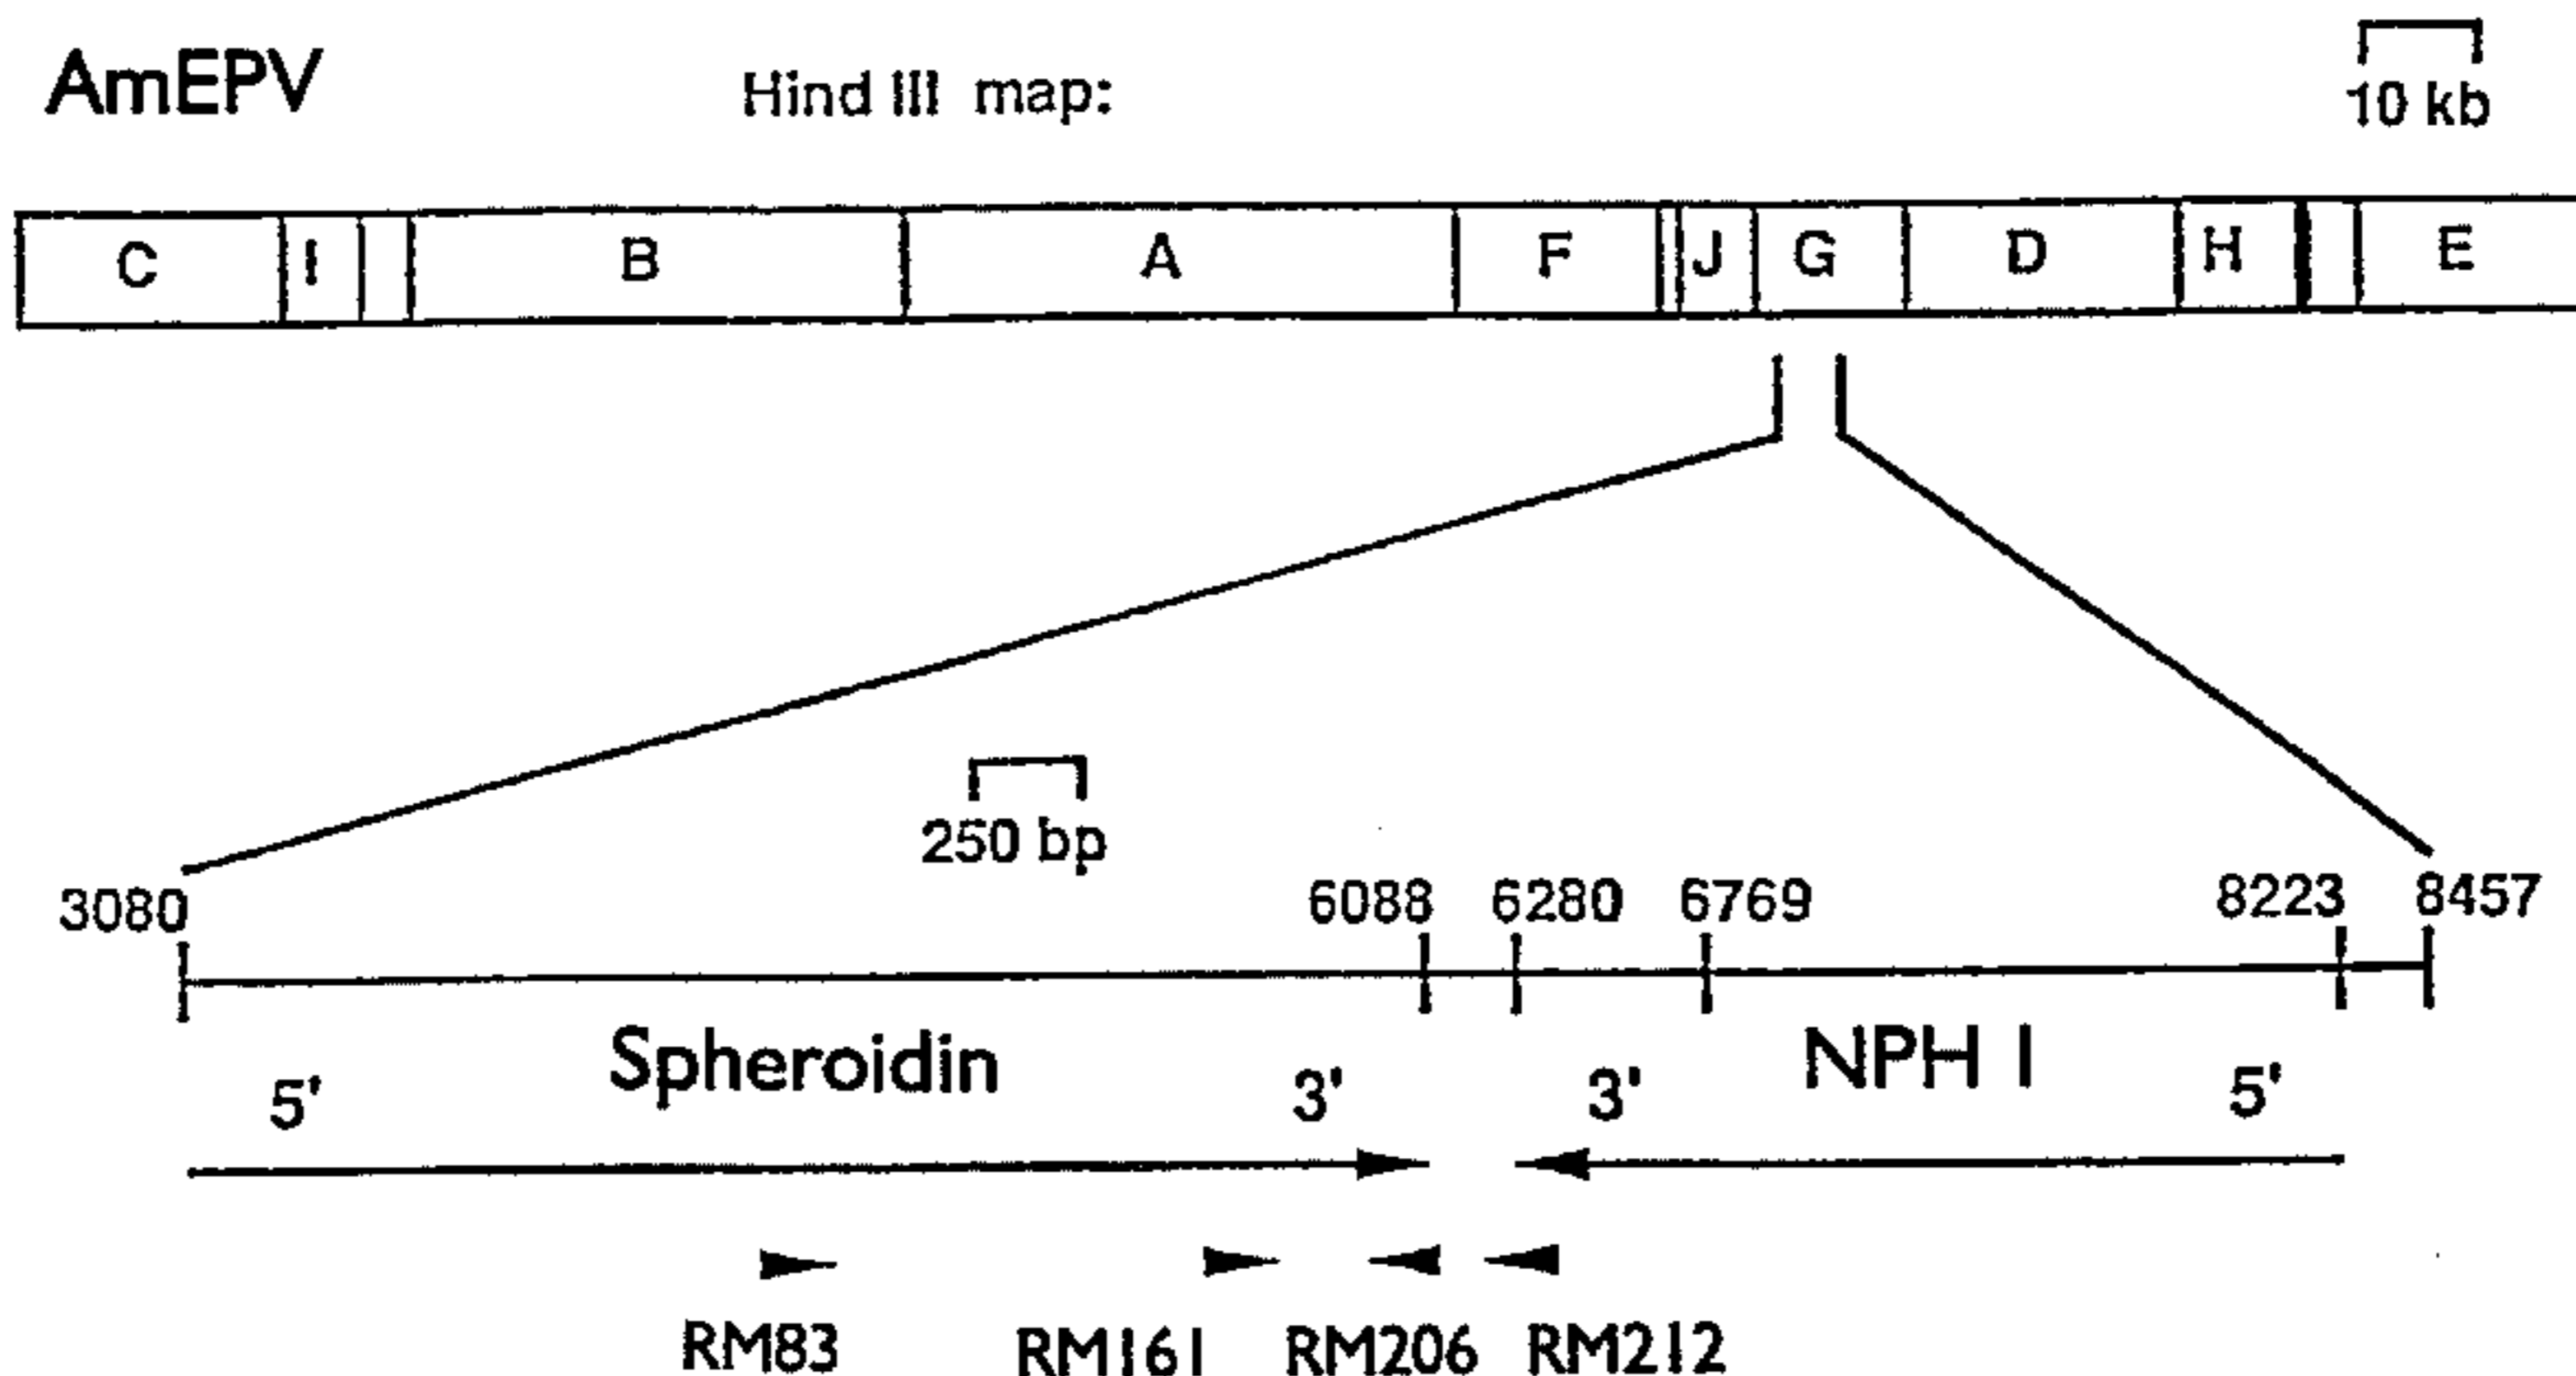 AmEPV Hind III map: 10 kb
C I B A F J G D H E
250 bp
3080 6088 6280 6769 8223 8457
Spheroidin NPH I
5' 3' 3' 5'
RM83 RM161 RM206 RM212